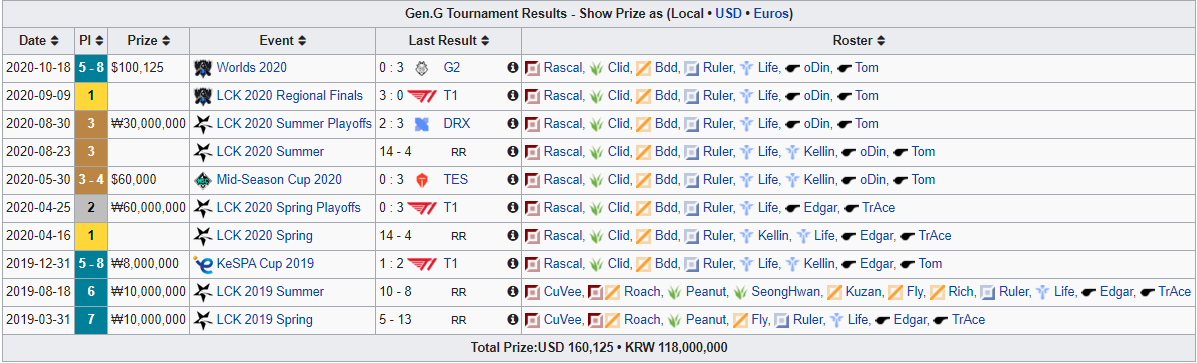 Gen.G Tournament Results - Show Prize as (Local • USD • Euros)
Date Pl Prize Event Last Result Roster
2020-10-18 5 - 8 $100,125 Worlds 2020 0 : 3 G2 Rascal, Clid, Bdd, Ruler, Life, oDin, Tom
2020-09-09 1 LCK 2020 Regional Finals 3 : 0 T1 Rascal, Clid, Bdd, Ruler, Life, oDin, Tom
2020-08-30 3 ₩30,000,000 LCK 2020 Summer Playoffs 2 : 3 DRX Rascal, Clid, Bdd, Ruler, Life, oDin, Tom
2020-08-23 3 LCK 2020 Summer 14 - 4 RR Rascal, Clid, Bdd, Ruler, Life, Kellin, oDin, Tom
2020-05-30 3 - 4 $60,000 Mid-Season Cup 2020 0 : 3 TES Rascal, Clid, Bdd, Ruler, Life, Kellin, oDin, Tom
2020-04-25 2 ₩60,000,000 LCK 2020 Spring Playoffs 0 : 3 T1 Rascal, Clid, Bdd, Ruler, Life, Edgar, TrAce
2020-04-16 1 LCK 2020 Spring 14 - 4 RR Rascal, Clid, Bdd, Ruler, Kellin, Life, Edgar, TrAce
2019-12-31 5 - 8 ₩8,000,000 KeSPA Cup 2019 1 : 2 T1 Rascal, Clid, Bdd, Ruler, Life, Kellin, Edgar, Tom
2019-08-18 6 ₩10,000,000 LCK 2019 Summer 10 - 8 RR CuVee, Roach, Peanut, SeongHwan, Kuzan, Fly, Rich, Ruler, Life, Edgar, TrAce
2019-03-31 7 ₩10,000,000 LCK 2019 Spring 5 - 13 RR CuVee, Roach, Peanut, Fly, Ruler, Life, Edgar, TrAce
Total Prize:USD 160,125 • KRW 118,000,000